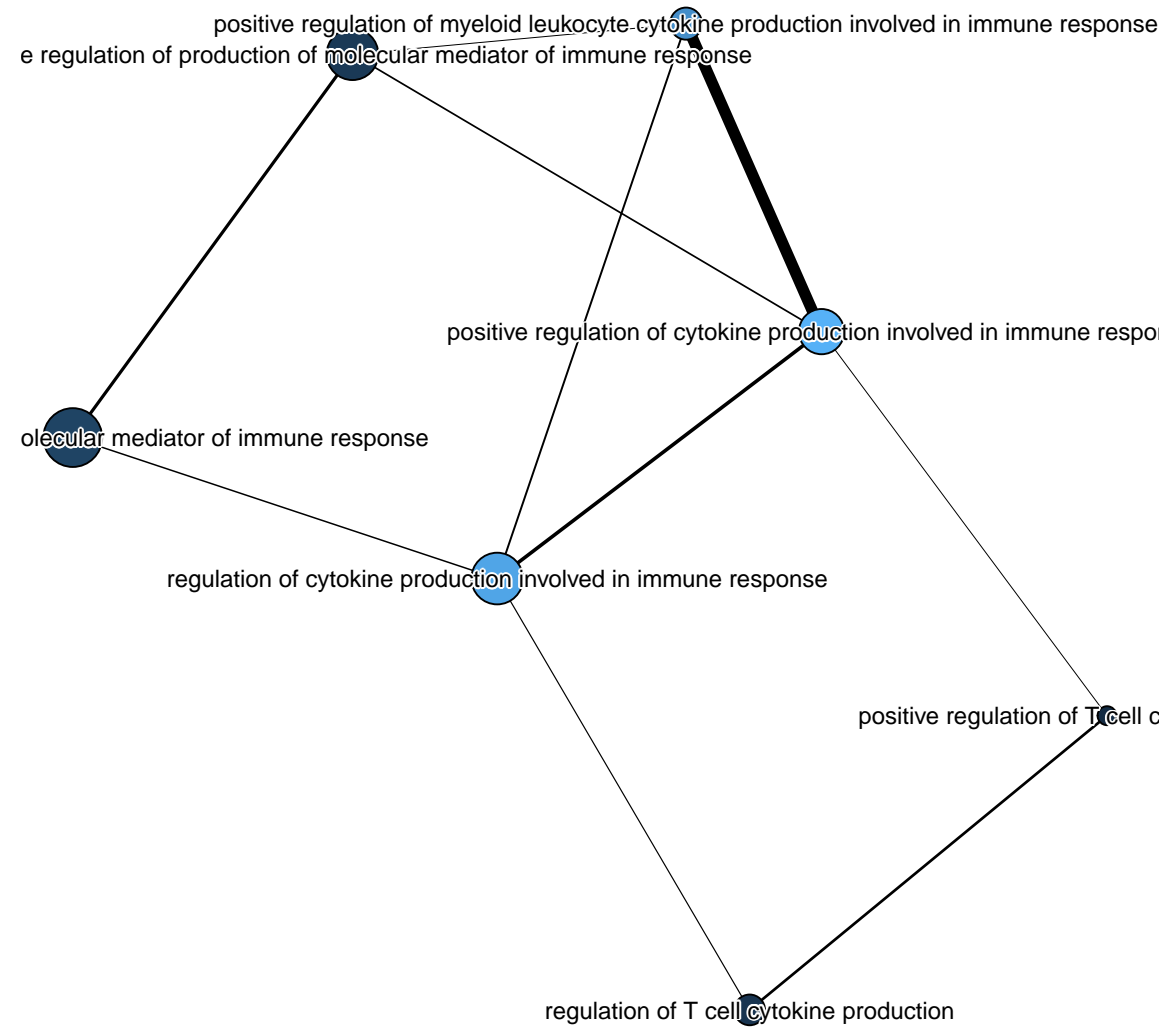 positive regulation of myeloid leukocyte cytokine production involved in immune response
e regulation of production of molecular mediator of immune response
positive regulation of cytokine production involved in immune respo
olecular mediator of immune response
regulation of cytokine production involved in immune response
positive regulation of T cell c
regulation of T cell cytokine production